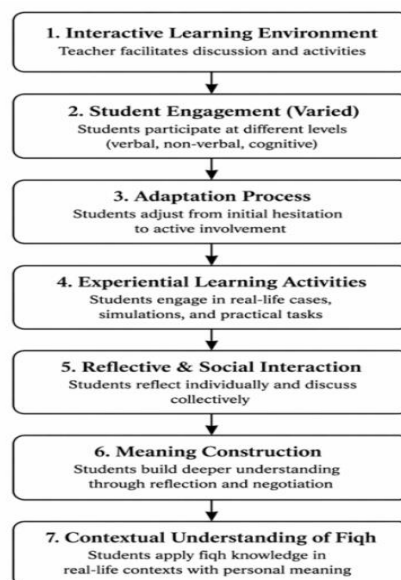 1. Interactive Learning Environment
Teacher facilitates discussion and activities
2. Student Engagement (Varied)
Students participate at different levels
(verbal, non-verbal, cognitive)
3. Adaptation Process
Students adjust from initial hesitation
to active involvement
4. Experiential Learning Activities
Students engage in real-life cases,
simulations, and practical tasks
5. Reflective & Social Interaction
Students reflect individually and discuss
collectively
6. Meaning Construction
Students build deeper understanding
through reflection and negotiation
7. Contextual Understanding of Fiqh
Students apply fiqh knowledge in
real-life contexts with personal meaning